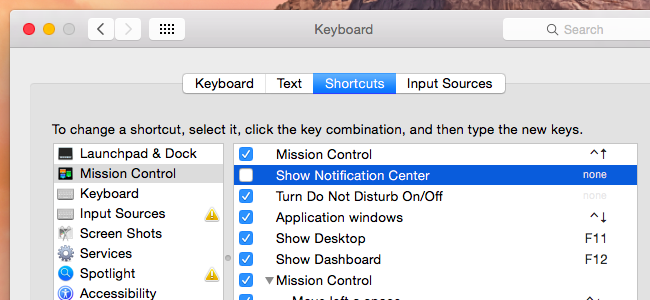 Keyboard
Search
Keyboard Text Shortcuts Input Sources
To change a shortcut, select it, click the key combination, and then type the new keys.
Launchpad & Dock
Mission Control
Keyboard
Input Sources
Screen Shots
Services
Spotlight
Accessibility
Mission Control ^↑
Show Notification Center none
Turn Do Not Disturb On/Off none
Application windows ^↓
Show Desktop F11
Show Dashboard F12
Mission Control
Move left a space